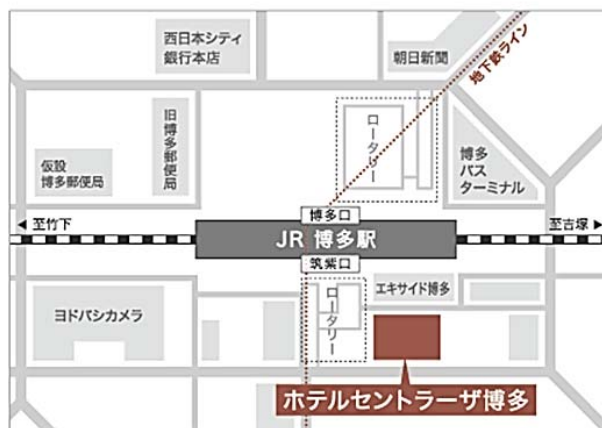 西日本シティ
銀行本店
朝日新聞
地下鉄ライン
旧博多郵便局
ロータリー
仮設
博多郵便局
博多
バス
ターミナル
博多口
◀ 至竹下
JR 博多駅
至吉塚 ▶
筑紫口
エキサイド博多
ロータリー
ヨドバシカメラ
ホテルセントラーザ博多